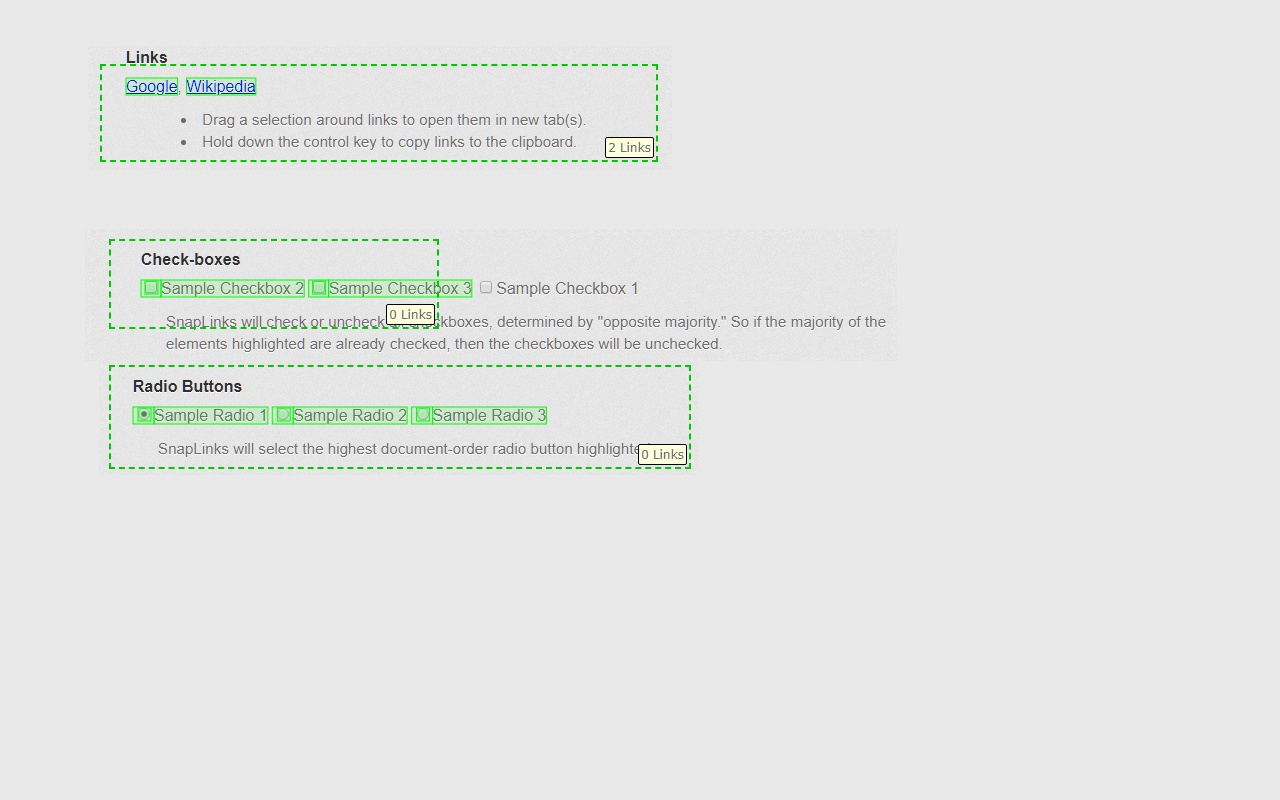 Links
Google, Wikipedia
• Drag a selection around links to open them in new tab(s).
• Hold down the control key to copy links to the clipboard.
2 Links
Check-boxes
Sample Checkbox 2 Sample Checkbox 3 Sample Checkbox 1
0 Links
SnapLinks will check or uncheck determined by "opposite majority." So if the majority of the
elements highlighted are already checked, then the checkboxes will be unchecked.
Radio Buttons
Sample Radio 1 Sample Radio 2 Sample Radio 3
SnapLinks will select the highest document-order radio button
0 Links